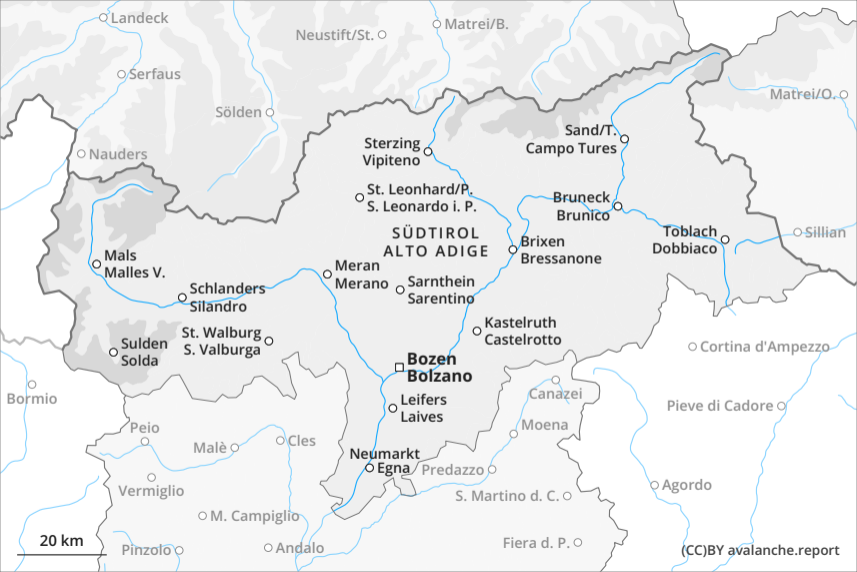 Landeck
Matrei/B.
Neustift/St.
Serfaus
Matrei/O.
Sölden
Sand/T.
Campo Tures
Sterzing
Vipiteno
Nauders
St. Leonhard/P.
S. Leonardo i. P.
Bruneck
Brunico
SÜDTIROL
ALTO ADIGE
Toblach
Dobbiaco
Sillian
Brixen
Bressanone
Mals
Malles V.
Meran
Merano
Sarnthein
Sarentino
Schlanders
Silandro
Kastelruth
Castelrotto
St. Walburg
S. Valburga
Sulden
Solda
Cortina d'Ampezzo
Bozen
Bolzano
Bormio
Canazei
Leifers
Laives
Pieve di Cadore
Peio
Moena
Cles
Malè
Neumarkt
Egna
Predazzo
Vermiglio
Agordo
S. Martino d. C.
M. Campiglio
20 km
Pinzolo
Andalo
Fiera d. P.
(CC)BY avalanche.report